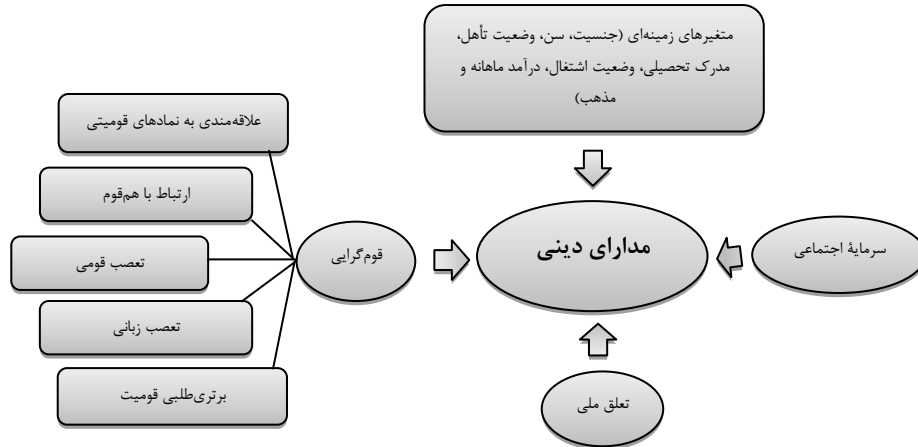 متغیرهای زمینه‌ای (جنسیت، سن، وضعیت تأهل،
مدرک تحصیلی، وضعیت اشتغال، درآمد ماهانه و
مذهب)
علاقه‌مندی به نمادهای قومیتی
ارتباط با هم‌قوم
تعصب قومی
تعصب زبانی
برتری‌طلبی قومیت
قوم‌گرایی
مدارای دینی
سرمایۀ اجتماعی
تعلق ملی